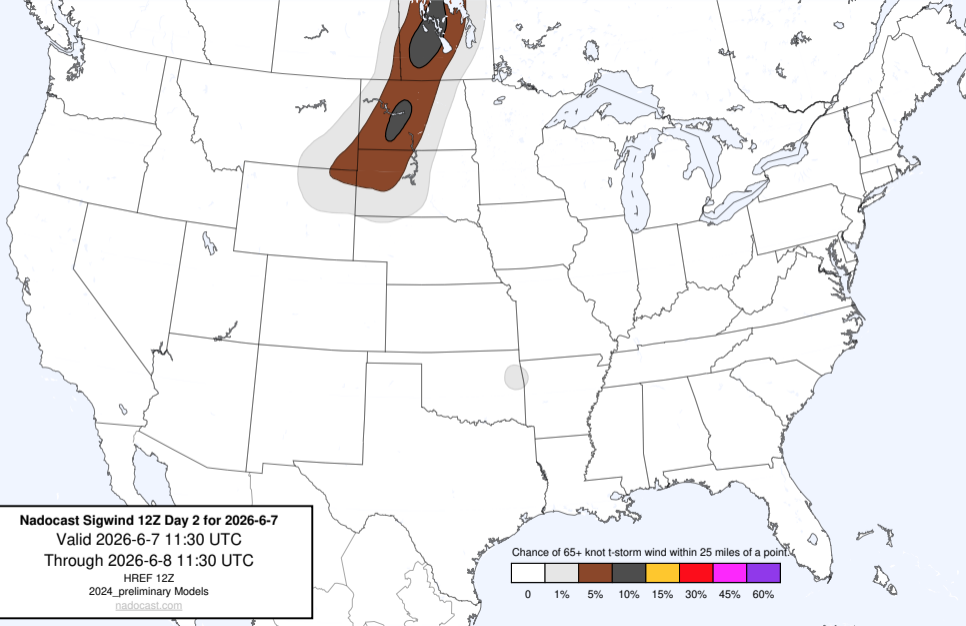 Nadocast Sigwind 12Z Day 2 for 2026-6-7
Valid 2026-6-7 11:30 UTC
Through 2026-6-8 11:30 UTC
HREF 12Z
2024_preliminary Models
nadocast.com
Chance of 65+ knot t-storm wind within 25 miles of a point.
0 1% 5% 10% 15% 30% 45% 60%